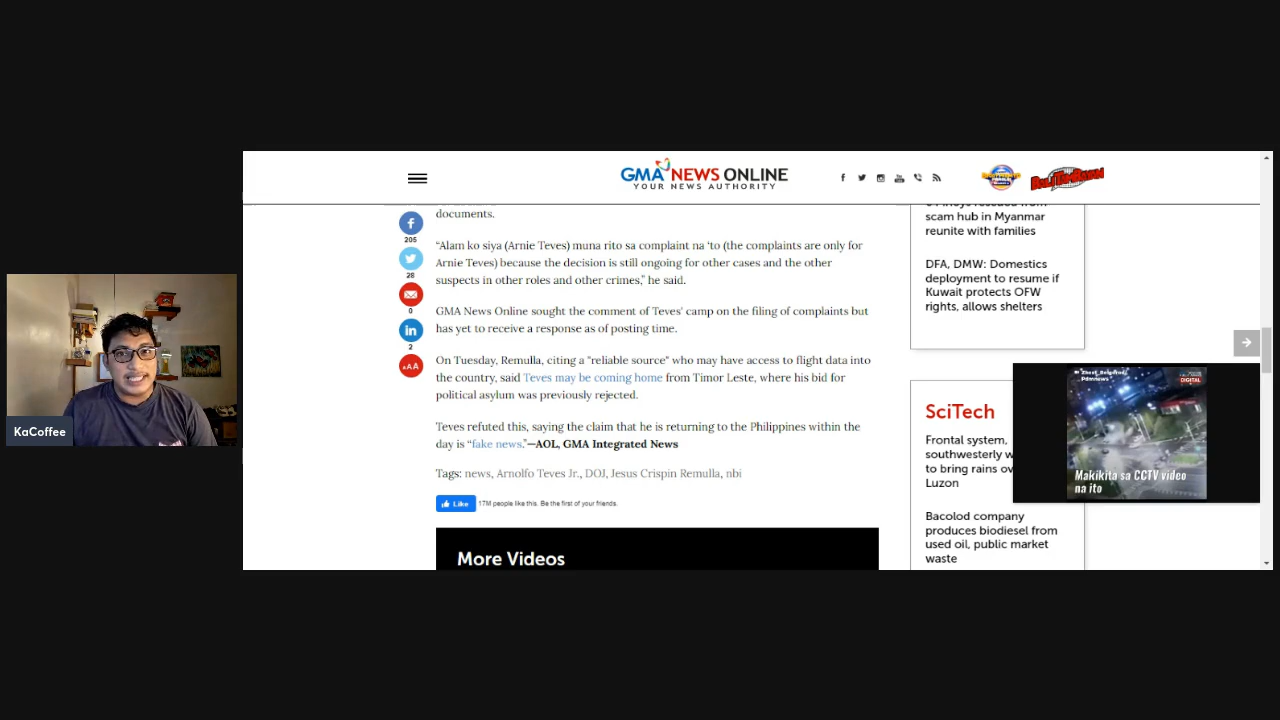 GMA NEWS ONLINE
YOUR NEWS AUTHORITY
documents.
“Alam ko siya (Arnie Teves) muna rito sa complaint na 'to (the complaints are only for
Arnie Teves) because the decision is still ongoing for other cases and the other
suspects in other roles and other crimes,” he said.
GMA News Online sought the comment of Teves' camp on the filing of complaints but
has yet to receive a response as of posting time.
On Tuesday, Remulla, citing a "reliable source" who may have access to flight data into
the country, said Teves may be coming home from Timor Leste, where his bid for
political asylum was previously rejected.
Teves refuted this, saying the claim that he is returning to the Philippines within the
day is “fake news.”—AOL, GMA Integrated News
Tags: news, Arnolfo Teves Jr., DOJ, Jesus Crispin Remulla, nbi
Like 17M people like this. Be the first of your friends.
More Videos
205
28
0
2
AAA
scam hub in Myanmar
reunite with families
DFA, DMW: Domestics
deployment to resume if
Kuwait protects OFW
rights, allows shelters
SciTech
Frontal system,
southwesterly w
to bring rains ov
Luzon
Bacolod company
produces biodiesel from
used oil, public market
waste
DIGITAL
Makikita sa CCTV video
na ito
KaCoffee